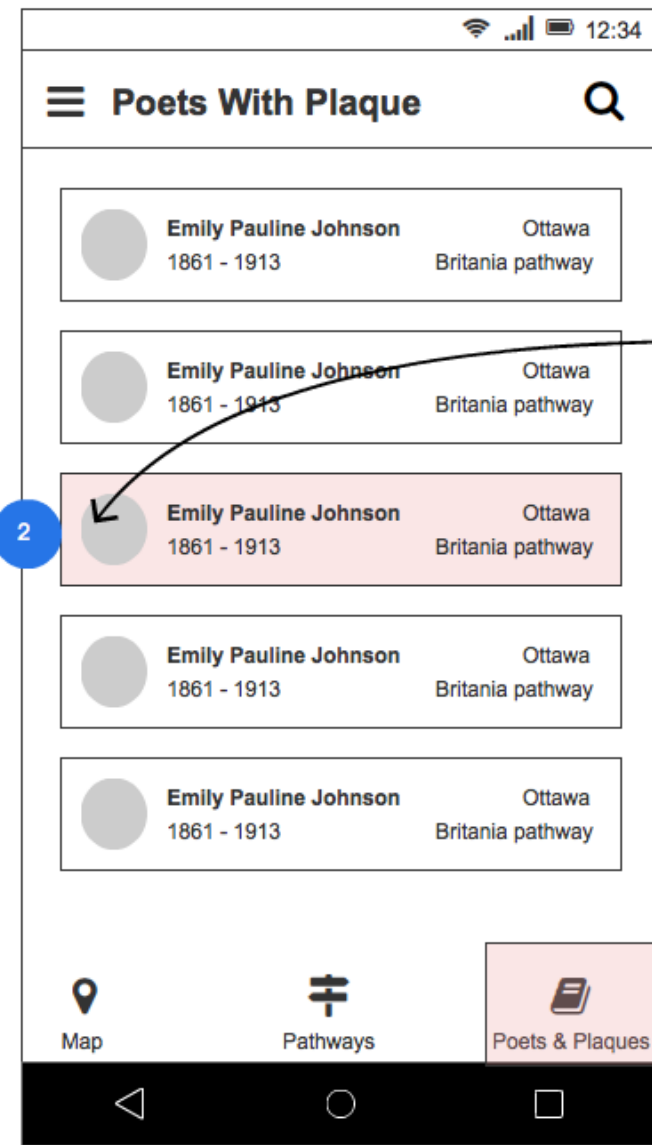 12:34
Poets With Plaque
Emily Pauline Johnson Ottawa
1861 - 1913 Britania pathway
Emily Pauline Johnson Ottawa
1861 - 1913 Britania pathway
2
Emily Pauline Johnson Ottawa
1861 - 1913 Britania pathway
Emily Pauline Johnson Ottawa
1861 - 1913 Britania pathway
Emily Pauline Johnson Ottawa
1861 - 1913 Britania pathway
Map Pathways Poets & Plaques